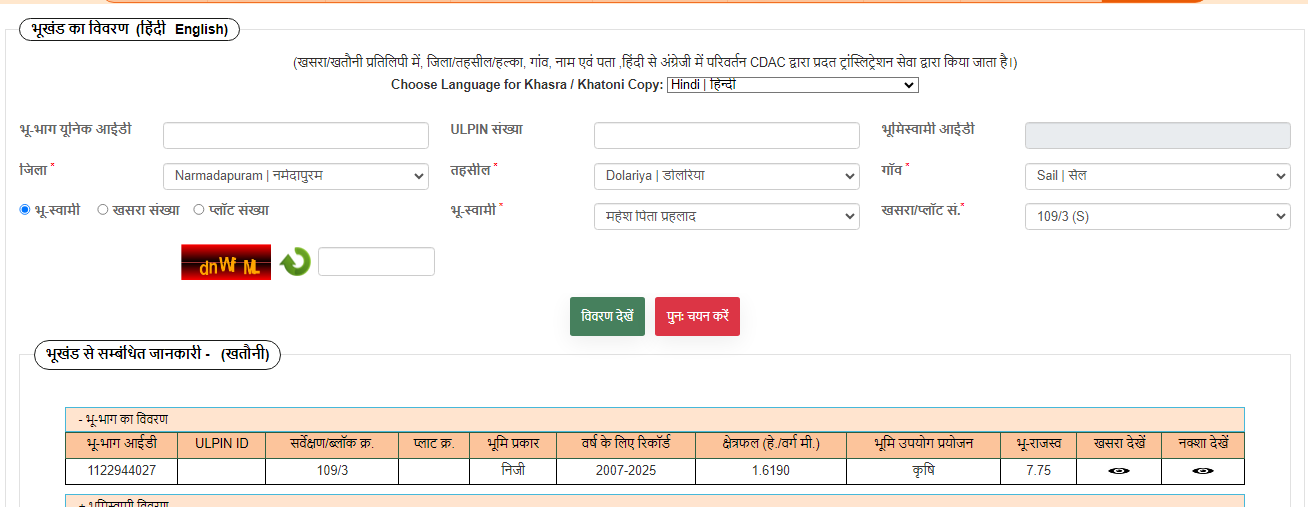 भूखंड का विवरण (हिंदी English)
(खसरा/खतौनी प्रतिलिपी में, जिला/तहसील/हल्का, गांव, नाम एवं पता ,हिंदी से अंग्रेजी में परिवर्तन CDAC द्वारा प्रदत ट्रांस्लिट्रेशन सेवा द्वारा किया जाता है।)
Choose Language for Khasra / Khatoni Copy: Hindi | हिन्दी
भू-भाग यूनिक आईडी ULPIN संख्या भूमिस्वामी आईडी
जिला * Narmadapuram | नर्मदापुरम तहसील * Dolariya | डोलरिया गाँव * Sail | सेल
भू-स्वामी खसरा संख्या प्लॉट संख्या भू-स्वामी * महेश पिता प्रहलाद खसरा/प्लॉट सं.* 109/3 (S)
dnWf NL
विवरण देखें पुनः चयन करें
भूखंड से सम्बंधित जानकारी - (खतौनी)
- भू-भाग का विवरण
भू-भाग आईडी ULPIN ID सर्वेक्षण/ब्लॉक क्र. प्लाट क्र. भूमि प्रकार वर्ष के लिए रिकॉर्ड क्षेत्रफल (हे./वर्ग मी.) भूमि उपयोग प्रयोजन भू-राजस्व खसरा देखें नक्शा देखें
1122944027 109/3 निजी 2007-2025 1.6190 कृषि 7.75
+ भूमिस्वामी विवरण